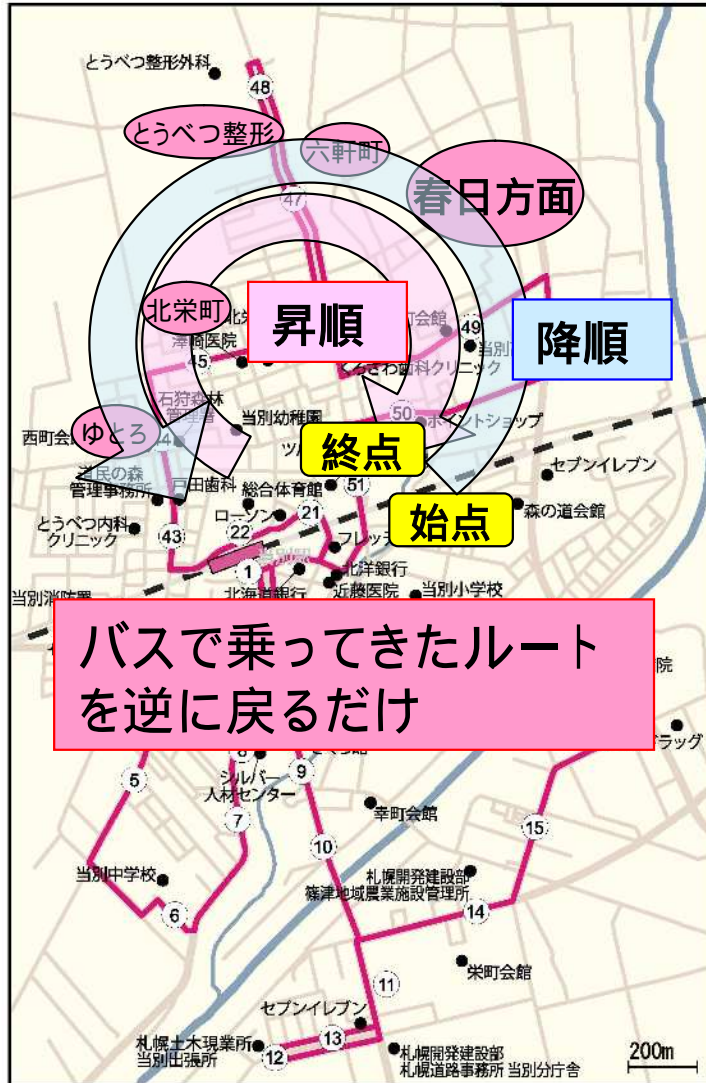 とうべつ整形外科
48
とうべつ整形
六軒町
春日方面
47
北栄町
昇順
降順
町会館
49
澤崎医院
45
くろさわ歯科クリニック
石狩森林
管理署
当別幼稚園
50
ポイントショップ
西町会
ゆとろ
44
終点
道民の森
管理事務所
戸田歯科
総合体育館
51
セブンイレブン
ローソン
21
始点
森の道会館
とうべつ内科
クリニック
43
22
フレッ
1
北洋銀行
北海道銀行
近藤医院
当別小学校
当別消防署
バスで乗ってきたルート
を逆に戻るだけ
院
ドラッグ
5
8
シルバー
人材センター
9
7
幸町会館
10
15
当別中学校
札幌開発建設部
篠津地域農業施設管理所
6
14
栄町会館
11
セブンイレブン
札幌土木現業所
当別出張所
13
12
札幌開発建設部
札幌道路事務所 当別分庁舎
200m